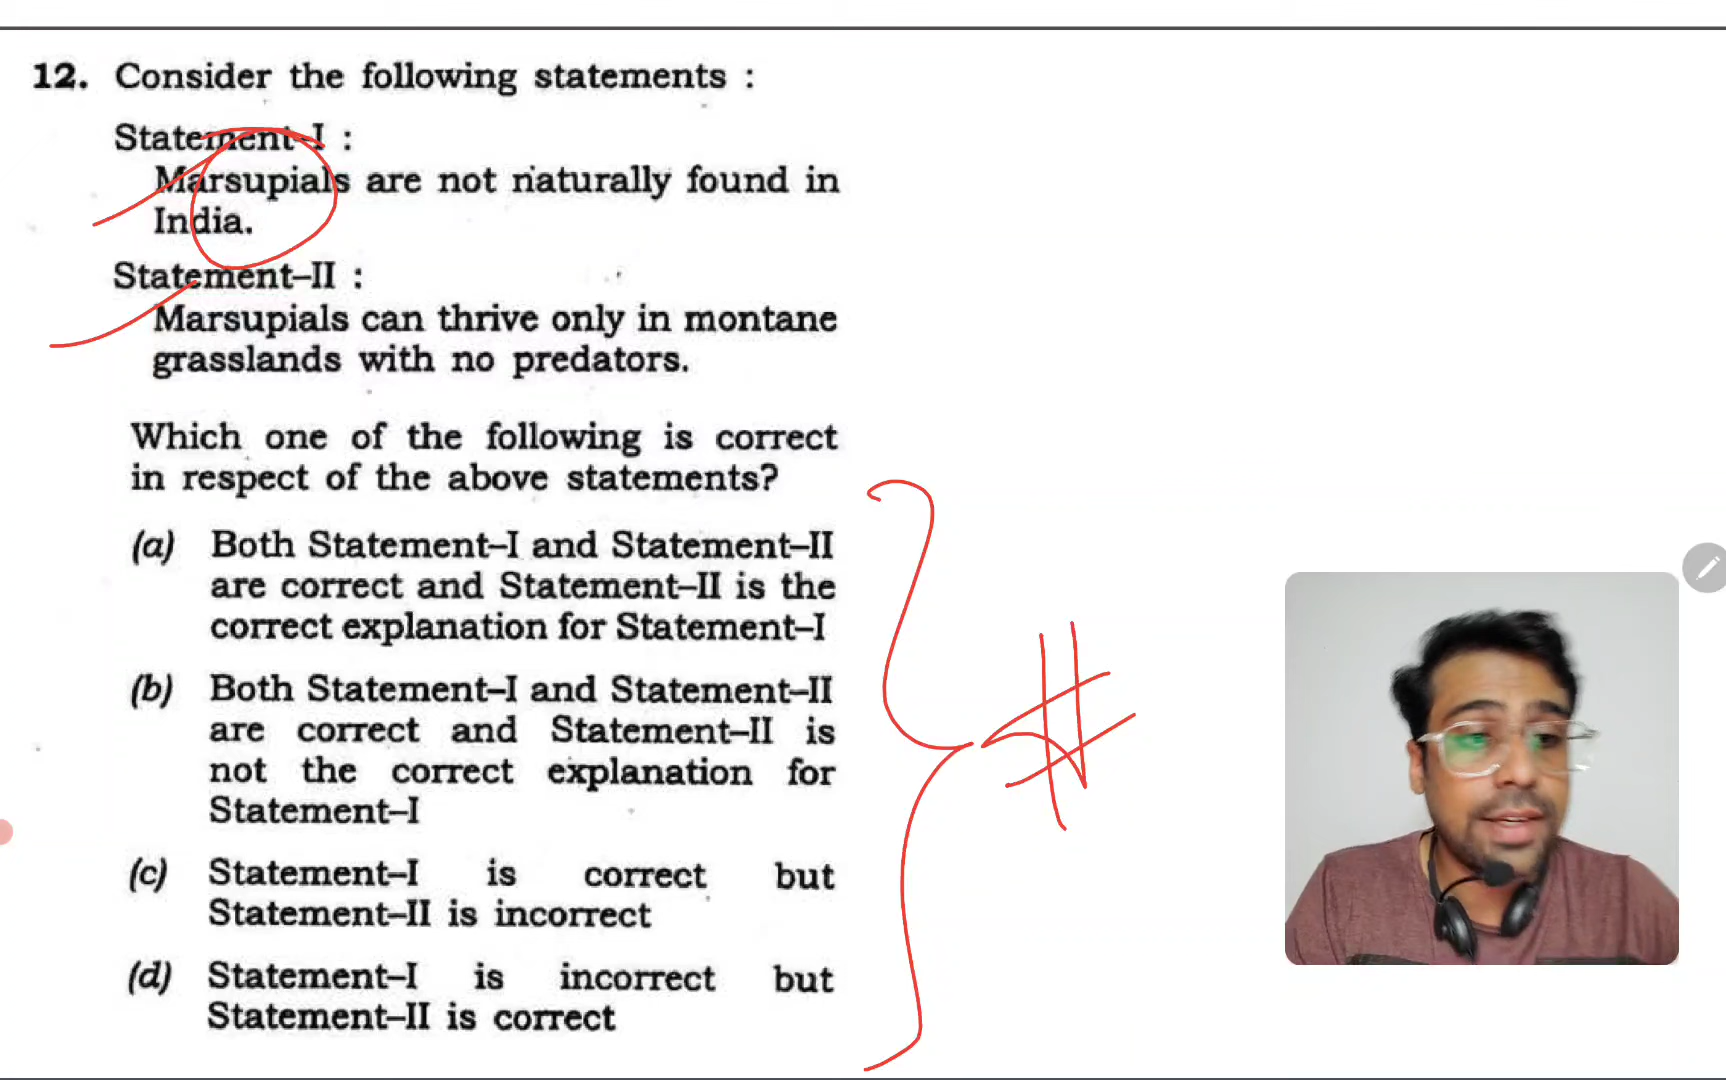 12. Consider the following statements :
Statement-I :
Marsupials are not naturally found in
India.
Statement-II :
Marsupials can thrive only in montane
grasslands with no predators.
Which one of the following is correct
in respect of the above statements?
(a) Both Statement-I and Statement-II
are correct and Statement-II is the
correct explanation for Statement-I
(b) Both Statement-I and Statement-II
are correct and Statement-II is
not the correct explanation for
Statement-I
(c) Statement-I is correct but
Statement-II is incorrect
(d) Statement-I is incorrect but
Statement-II is correct